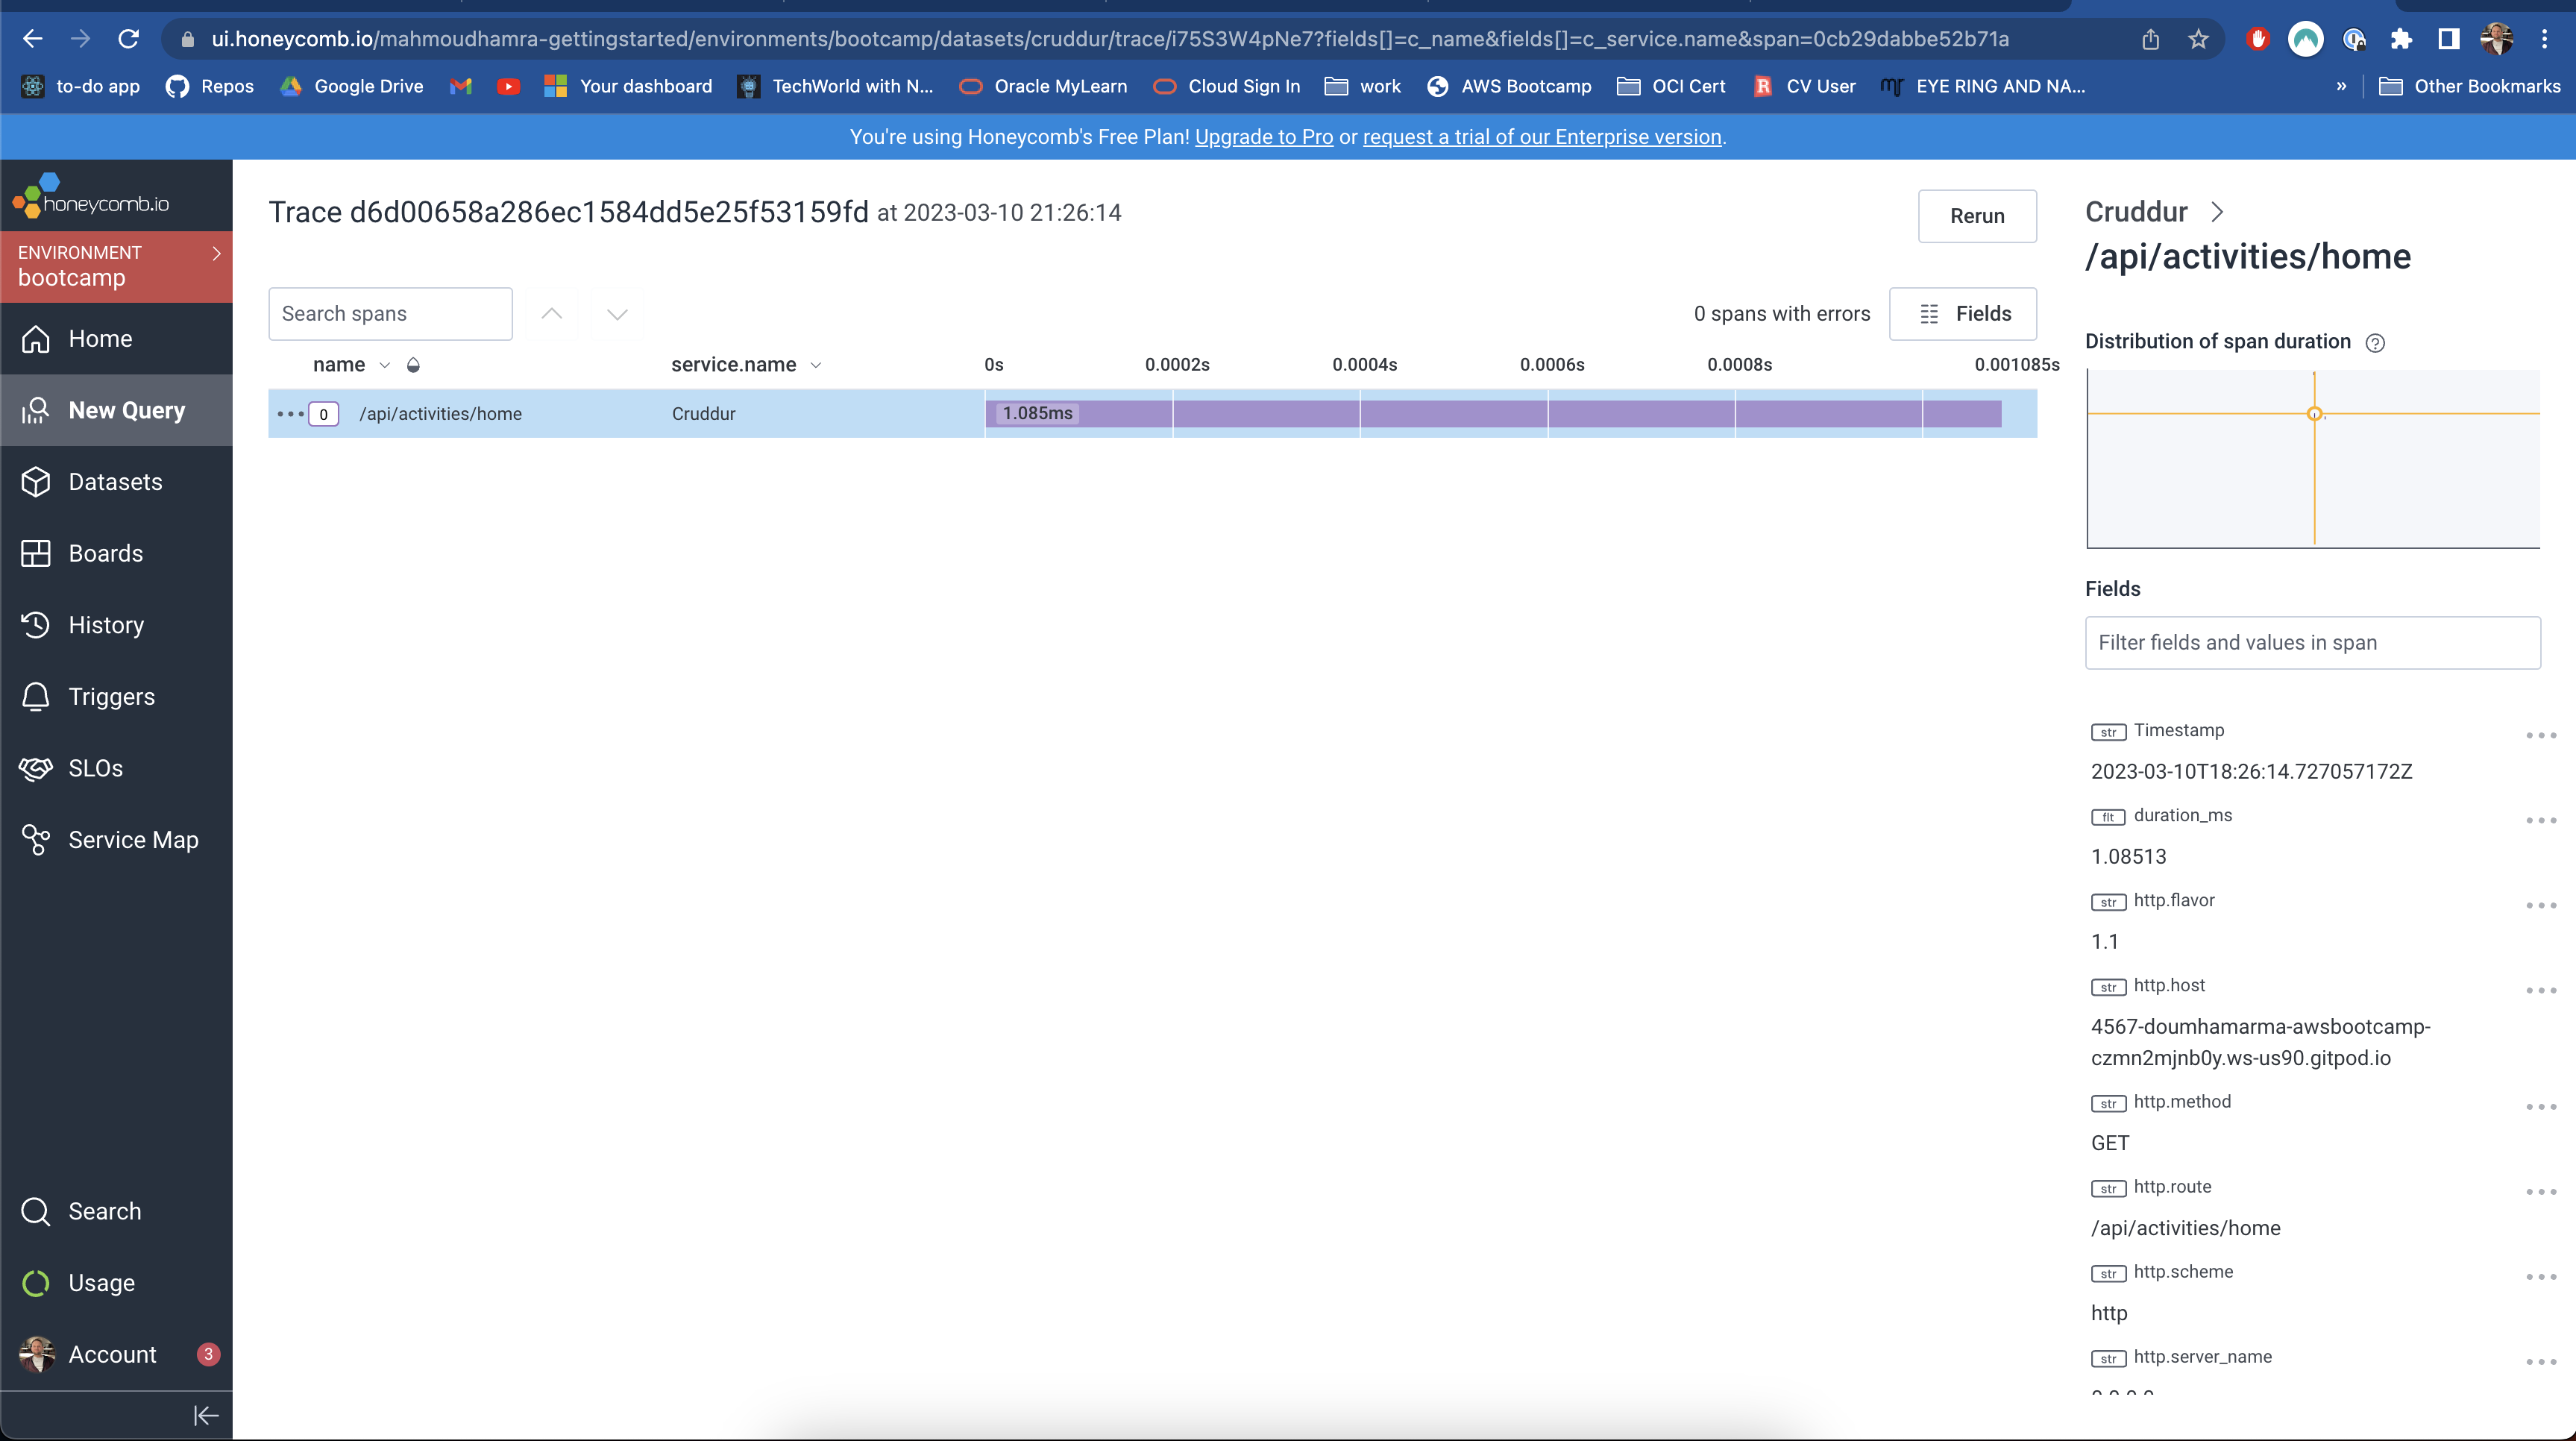 ui.honeycomb.io/mahmoudhamra-gettingstarted/environments/bootcamp/datasets/cruddur/trace/i75S3W4pNe7?fields[]=c_name&fields[]=c_service.name&span=0cb29dabbe52b71a
to-do app Repos Google Drive Your dashboard TechWorld with N... Oracle MyLearn Cloud Sign In work AWS Bootcamp OCI Cert CV User EYE RING AND NA... » Other Bookmarks
You're using Honeycomb's Free Plan! Upgrade to Pro or request a trial of our Enterprise version.
honeycomb.io
ENVIRONMENT
bootcamp
Home
New Query
Datasets
Boards
History
Triggers
SLOs
Service Map
Search
Usage
Account 3
Trace d6d00658a286ec1584dd5e25f53159fd at 2023-03-10 21:26:14
Rerun
Search spans
0 spans with errors
Fields
name service.name 0s 0.0002s 0.0004s 0.0006s 0.0008s 0.001085s
0 /api/activities/home Cruddur 1.085ms
Cruddur
/api/activities/home
Distribution of span duration
Fields
Filter fields and values in span
str Timestamp
2023-03-10T18:26:14.727057172Z
flt duration_ms
1.08513
str http.flavor
1.1
str http.host
4567-doumhamarma-awsbootcamp-
czmn2mjnb0y.ws-us90.gitpod.io
str http.method
GET
str http.route
/api/activities/home
str http.scheme
http
str http.server_name